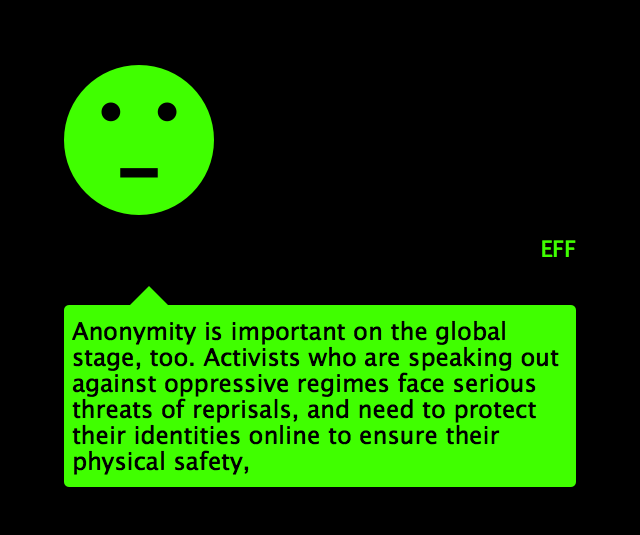 EFF
Anonymity is important on the global
stage, too. Activists who are speaking out
against oppressive regimes face serious
threats of reprisals, and need to protect
their identities online to ensure their
physical safety,